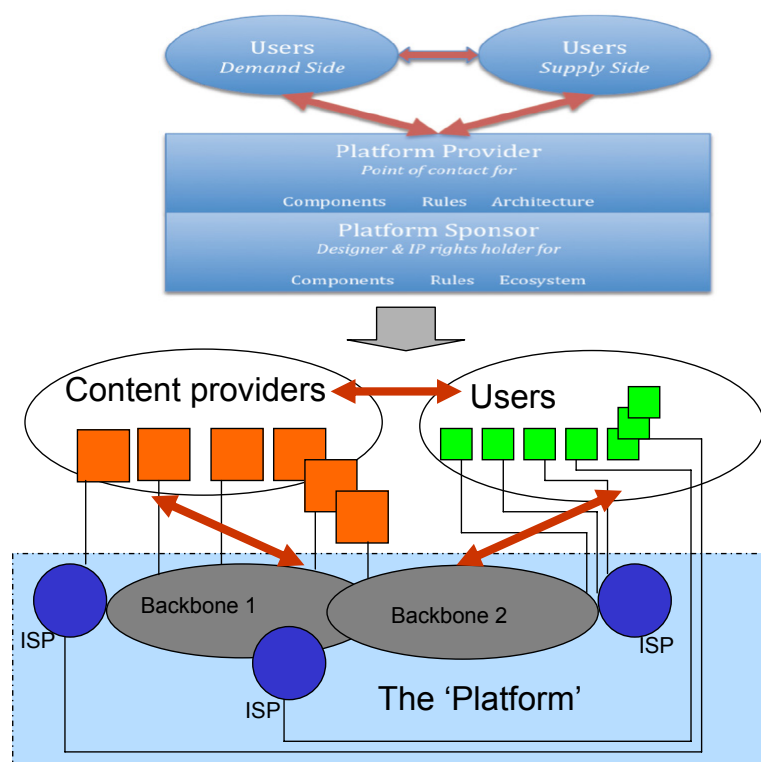 Users
Demand Side
Users
Supply Side
Platform Provider
Point of contact for
Components Rules Architecture
Platform Sponsor
Designer & IP rights holder for
Components Rules Ecosystem
Content providers
Users
Backbone 1
Backbone 2
ISP
ISP
ISP
The ‘Platform’